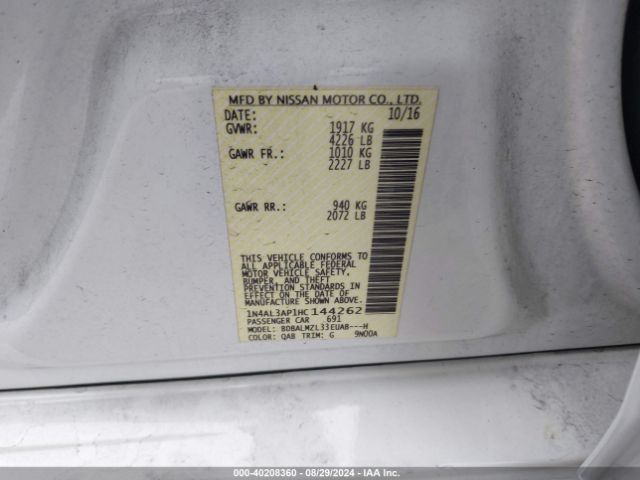 MFD BY NISSAN MOTOR CO., LTD.
DATE: 10/16
GVWR: 1917 KG
4226 LB
GAWR FR.: 1010 KG
2227 LB
GAWR RR.: 940 KG
2072 LB
THIS VEHICLE CONFORMS TO
ALL APPLICABLE FEDERAL
MOTOR VEHICLE SAFETY,
BUMPER, AND THEFT
PREVENTION STANDARDS IN
EFFECT ON THE DATE OF
MANUFACTURE SHOWN ABOVE.
1N4AL3AP1HC144262
PASSENGER CAR 691
MODEL: BDBALMZL33EUAB---H
COLOR: QAB TRIM: G 9N00A
000-40208360 - 08/29/2024 - IAA Inc.